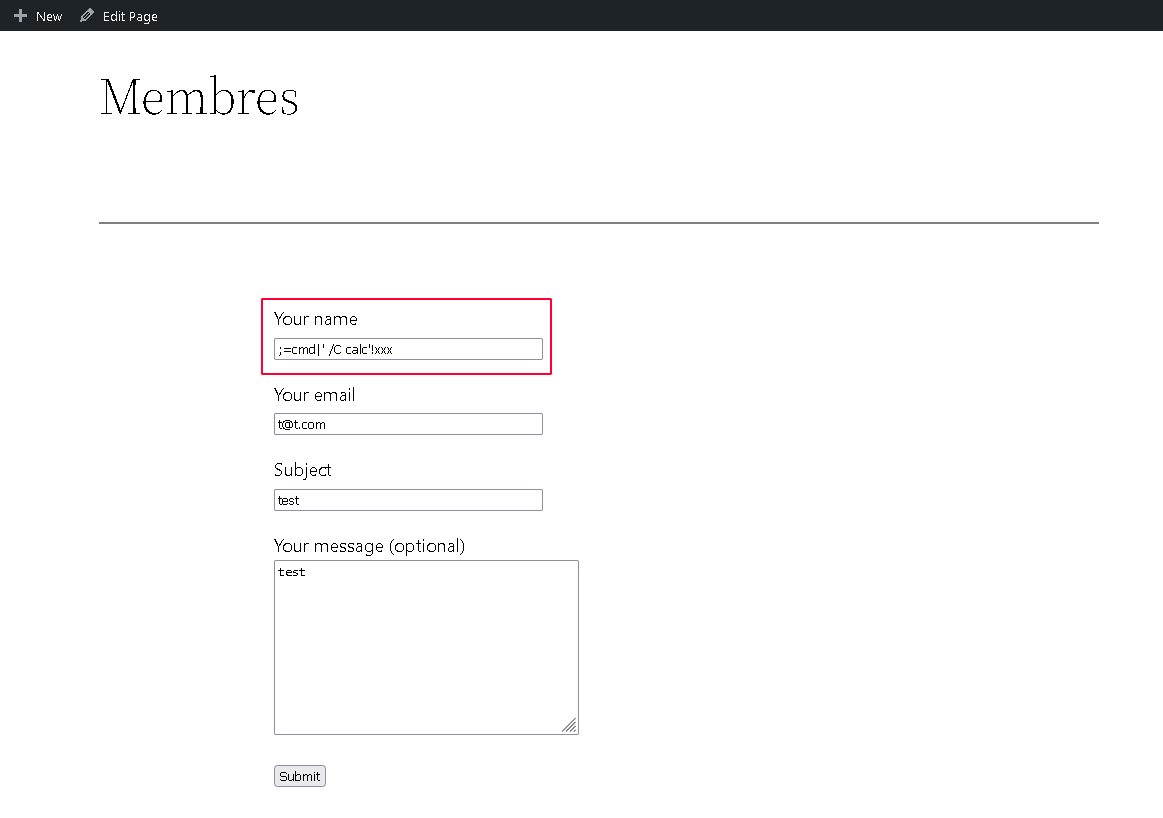 New Edit Page
Membres
Your name
;=cmd|' /C calc'!xxx
Your email
t@t.com
Subject
test
Your message (optional)
test
Submit